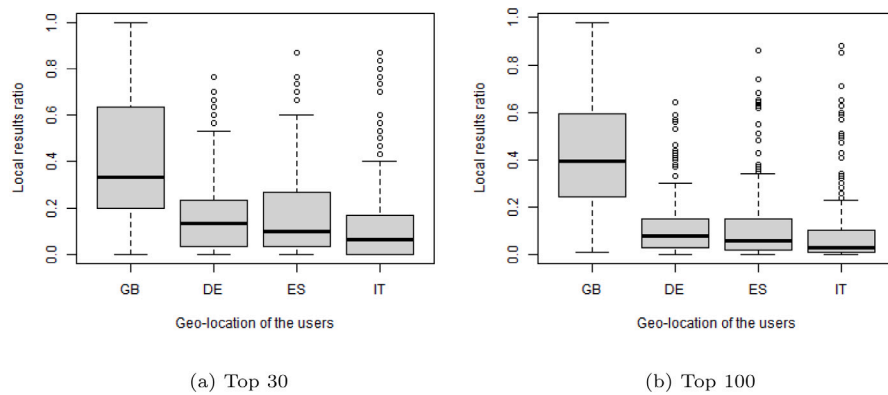 Local results ratio
1.0
0.8
0.6
0.4
0.2
0.0
GB DE ES IT
Geo-location of the users
(a) Top 30
Local results ratio
1.0
0.8
0.6
0.4
0.2
0.0
GB DE ES IT
Geo-location of the users
(b) Top 100